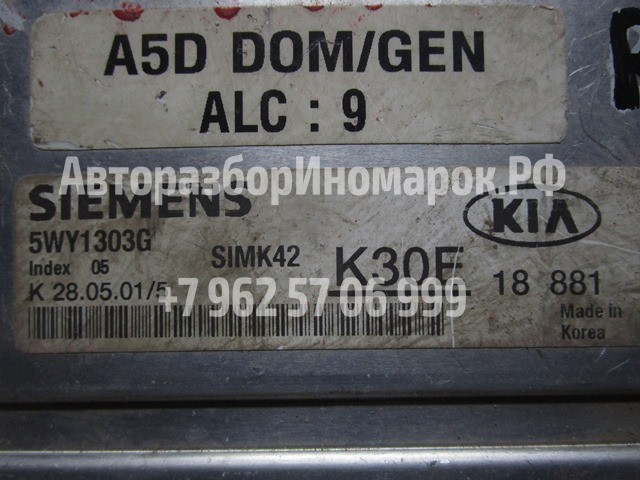 A5D DOM/GEN
ALC : 9
АвторазборИномарок.РФ
SIEMENS
5WY1303G
SIMK42
K30F
KIA
Index 05
18 881
K 28.05.01/5
+7 962 57 06 999
Made in
Korea